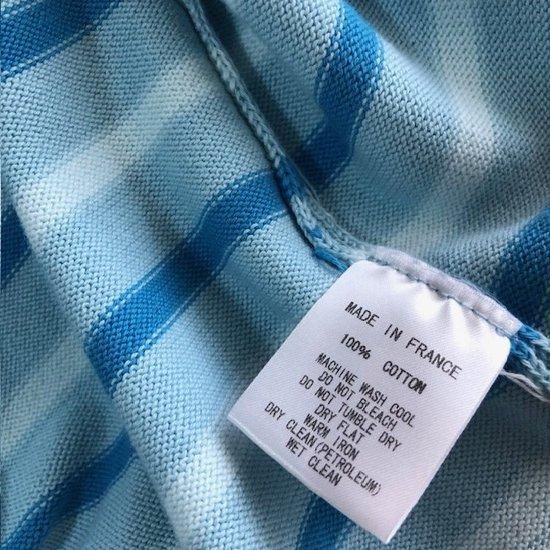 MADE IN FRANCE
100% COTTON
MACHINE WASH COOL
DO NOT BLEACH
DO NOT TUMBLE DRY
DRY FLAT
WARM IRON
DRY CLEAN(PETROLEUM)
WET CLEAN